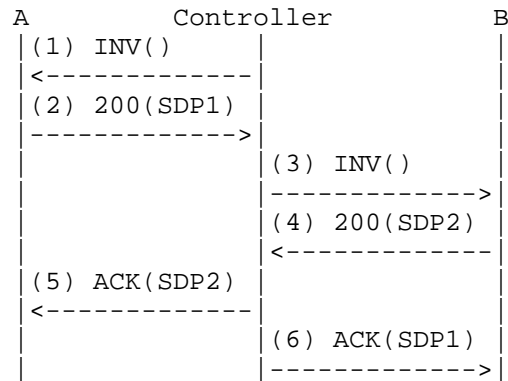 A Controller B
(1) INV()
<-------------
(2) 200(SDP1)
------------->
(3) INV()
------------->
(4) 200(SDP2)
<-------------
(5) ACK(SDP2)
<-------------
(6) ACK(SDP1)
------------->